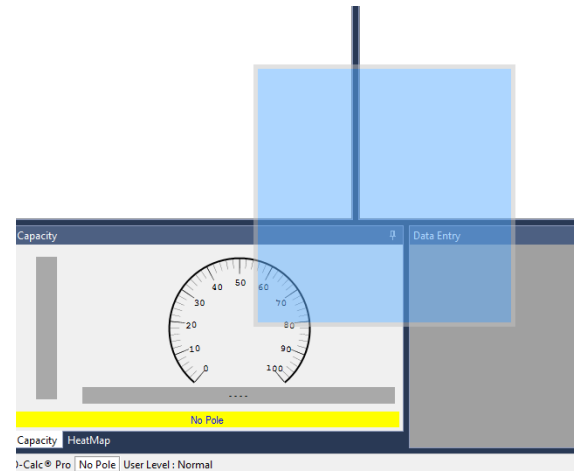 Capacity
Data Entry
0
10
20
30
40
50
60
70
80
90
100
----
No Pole
Capacity HeatMap
-Calc® Pro No Pole User Level : Normal